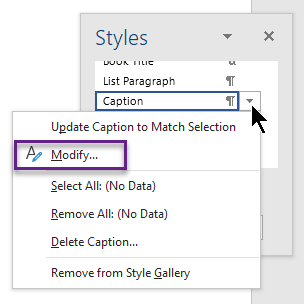 Styles
Book Title a
List Paragraph ¶
Caption ¶
Update Caption to Match Selection
Modify...
Select All: (No Data)
Remove All: (No Data)
Delete Caption...
Remove from Style Gallery